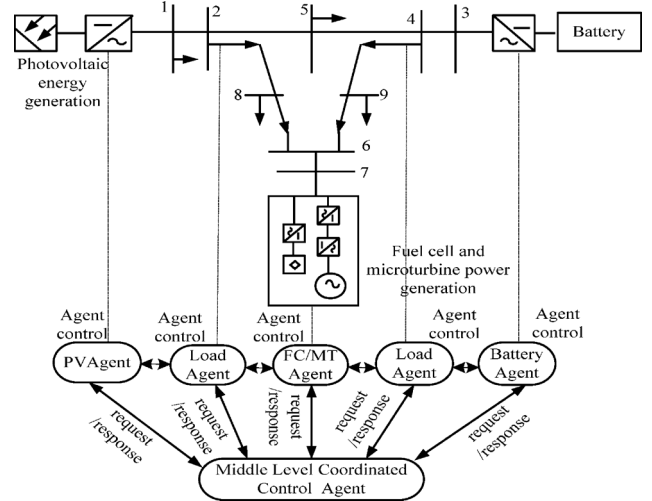 1
2
5
4
3
Battery
Photovoltaic
energy
generation
8
9
6
7
Fuel cell and
microturbine power
generation
Agent
control
Agent
control
Agent
control
Agent
control
Agent
control
PVAgent
Load
Agent
FC/MT
Agent
Load
Agent
Battery
Agent
request
/response
request
/response
request
/response
request
/response
request
/response
Middle Level Coordinated
Control Agent